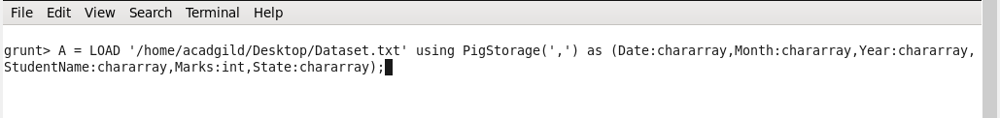 File Edit View Search Terminal Help
grunt> A = LOAD '/home/acadgild/Desktop/Dataset.txt' using PigStorage(',') as (Date:chararray,Month:chararray,Year:chararray,
StudentName:chararray,Marks:int,State:chararray);